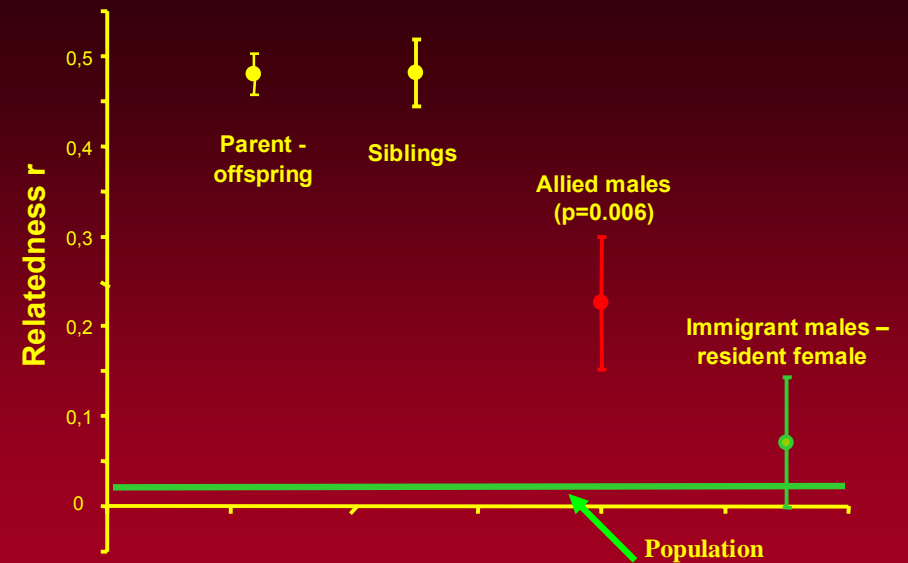 Relatedness r
0,5
0,4
0,3
0,2
0,1
0
Parent -
offspring
Siblings
Allied males
(p=0.006)
Immigrant males –
resident female
Population